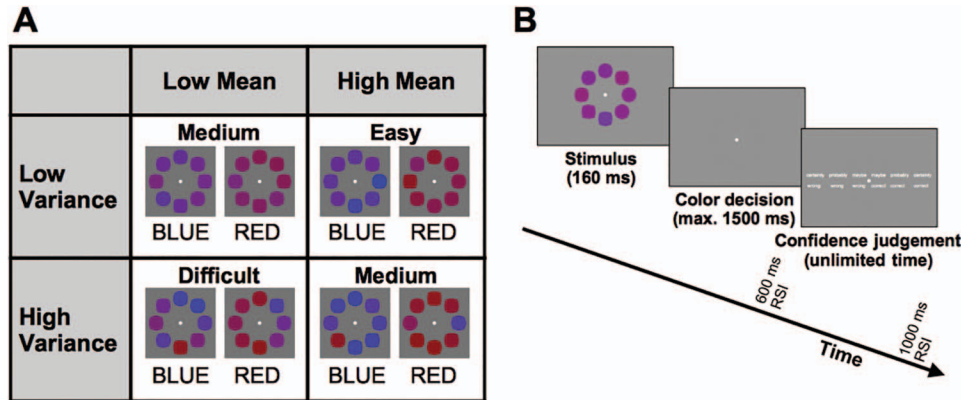 A
Low Mean
High Mean
Low
Variance
Medium
Easy
BLUE RED
BLUE RED
High
Variance
Difficult
Medium
BLUE RED
BLUE RED
B
Stimulus
(160 ms)
Color decision
(max. 1500 ms)
certainly probably maybe maybe probably certainly
wrong wrong wrong correct correct correct
Confidence judgement
(unlimited time)
600 ms
RSI
1000 ms
RSI
Time